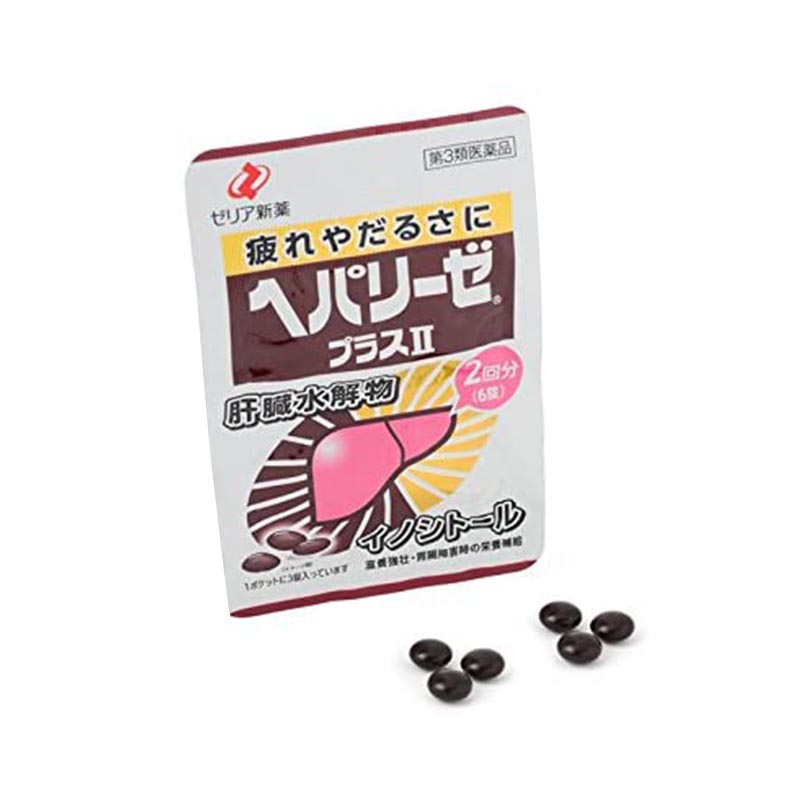 第3類医薬品
ゼリア新薬
疲れやだるさに
ヘパリーゼ®
プラスⅡ
肝臓水解物
2回分
(6錠)
イノシトール
滋養強壮・胃腸障害時の栄養補給
1ポケットに3錠入っています